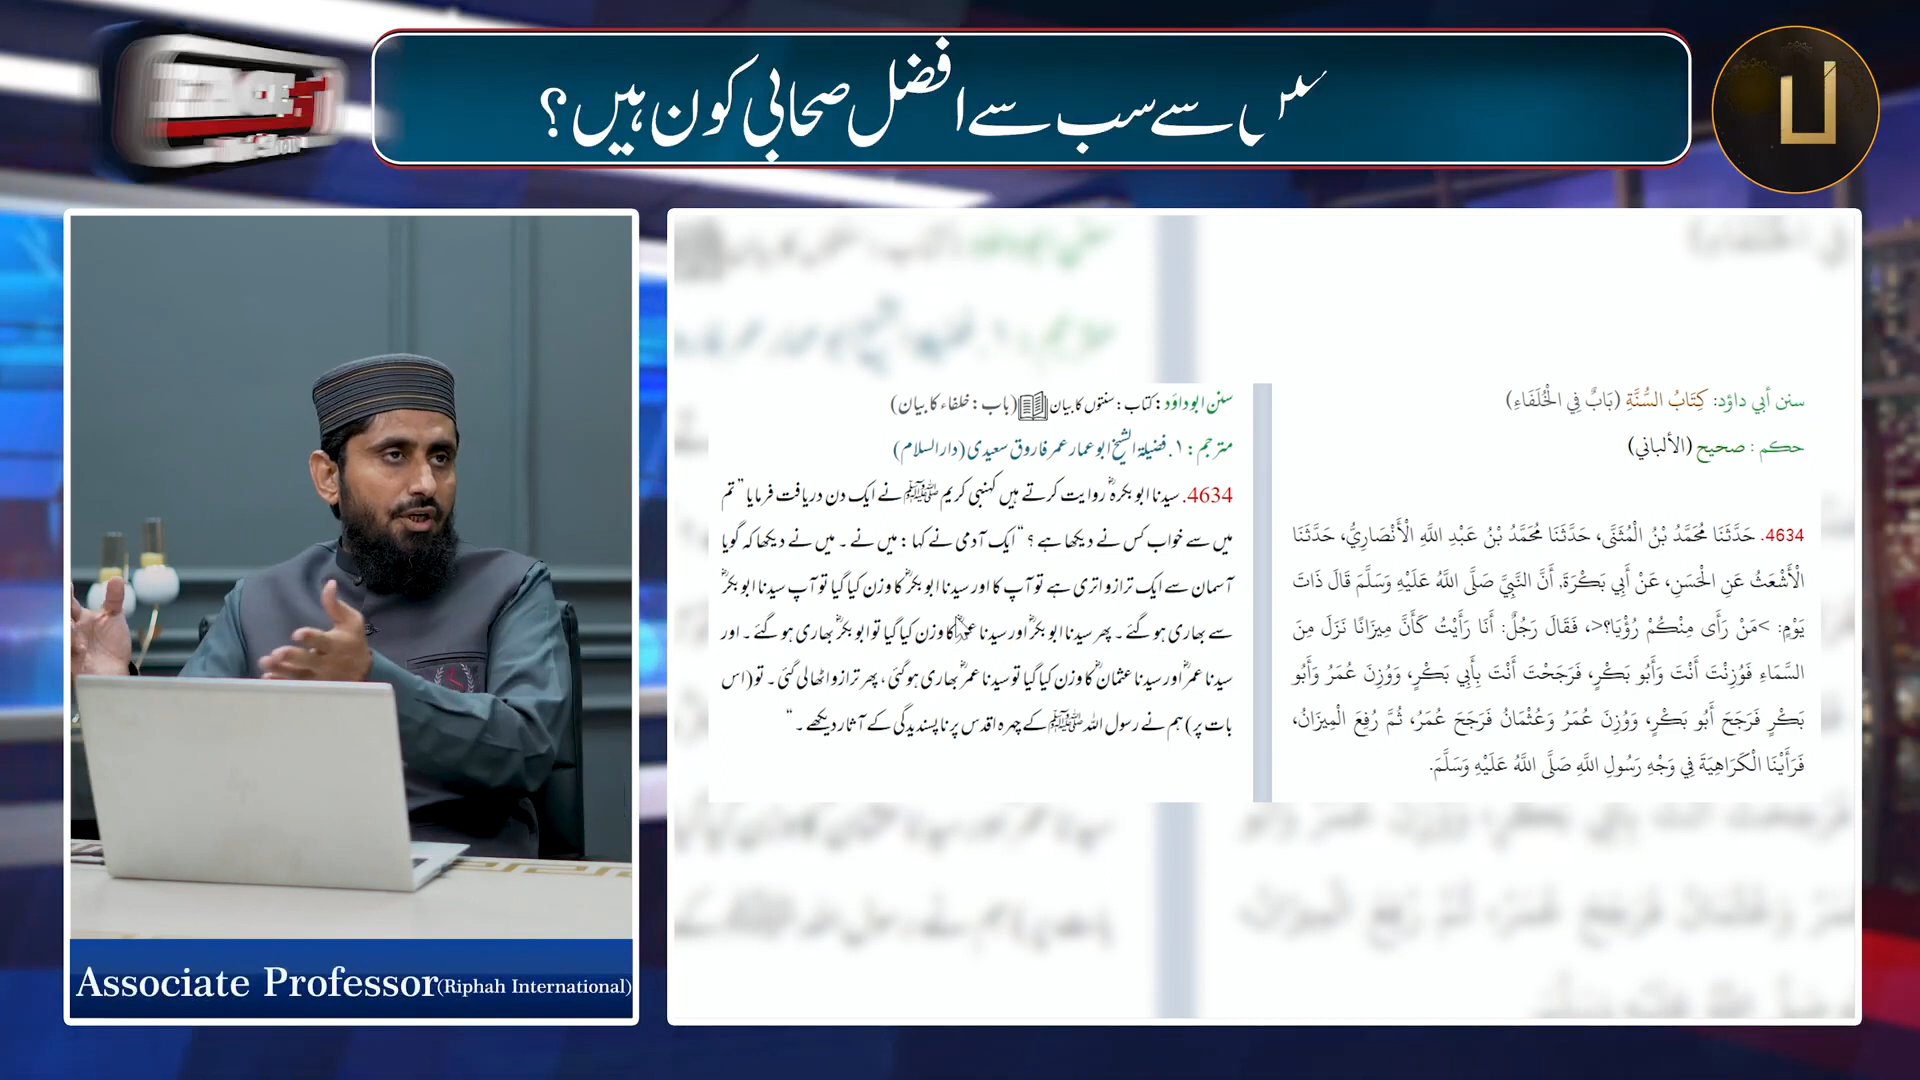 سے سب سے افضل صحابی کون ہیں؟
سنن ابوداؤد: کتاب: سنتوں کا بیان (باب: خلفاء کا بیان)
مترجم: ١. فضیلۃ الشیخ ابو عمار عمر فاروق سعیدی (دار السلام)
4634. سیدنا ابوبکرہؓ روایت کرتے ہیں کہ نبی کریم ﷺ نے ایک دن دریافت فرمایا ”تم
میں سے خواب کس نے دیکھا ہے؟“ ایک آدمی نے کہا: میں نے۔ میں نے دیکھا کہ گویا
آسمان سے ایک ترازو اتری ہے تو آپ کا اور سیدنا ابوبکرؓ کا وزن کیا گیا تو آپ سیدنا ابوبکرؓ
سے بھاری ہو گئے۔ پھر سیدنا ابوبکرؓ اور سیدنا عمرؓ کا وزن کیا گیا تو ابوبکرؓ بھاری ہو گئے۔ اور
سیدنا عمرؓ اور سیدنا عثمانؓ کا وزن کیا گیا تو سیدنا عمرؓ بھاری ہو گئی، پھر ترازو اٹھا لی گئی۔ تو (اس
بات پر) ہم نے رسول اللہ ﷺ کے چہرہ اقدس پر ناپسندیدگی کے آثار دیکھے۔“
سنن أبي داؤد: كِتَابُ السُّنَّةِ (بَابٌ فِي الْخُلَفَاءِ)
حکم: صحیح (الألباني)
4634. حَدَّثَنَا مُحَمَّدُ بْنُ الْمُثَنَّى، حَدَّثَنَا مُحَمَّدُ بْنُ عَبْدِ اللَّهِ الْأَنْصَارِيُّ، حَدَّثَنَا
الْأَشْعَثُ عَنِ الْحَسَنِ، عَنْ أَبِي بَكْرَةَ، أَنَّ النَّبِيَّ صَلَّى اللَّهُ عَلَيْهِ وَسَلَّمَ قَالَ ذَاتَ
يَوْمٍ: >مَنْ رَأَى مِنْكُمْ رُؤْيَا؟<، فَقَالَ رَجُلٌ: أَنَا رَأَيْتُ كَأَنَّ مِيزَانًا نَزَلَ مِنَ
السَّمَاءِ فَوُزِنْتَ أَنْتَ وَأَبُو بَكْرٍ، فَرَجَحْتَ أَنْتَ بِأَبِي بَكْرٍ، وَوُزِنَ عُمَرُ وَأَبُو
بَكْرٍ فَرَجَحَ أَبُو بَكْرٍ، وَوُزِنَ عُمَرُ وَعُثْمَانُ فَرَجَحَ عُمَرُ، ثُمَّ رُفِعَ الْمِيزَانُ،
فَرَأَيْنَا الْكَرَاهِيَةَ فِي وَجْهِ رَسُولِ اللَّهِ صَلَّى اللَّهُ عَلَيْهِ وَسَلَّمَ.
Associate Professor(Riphah International)